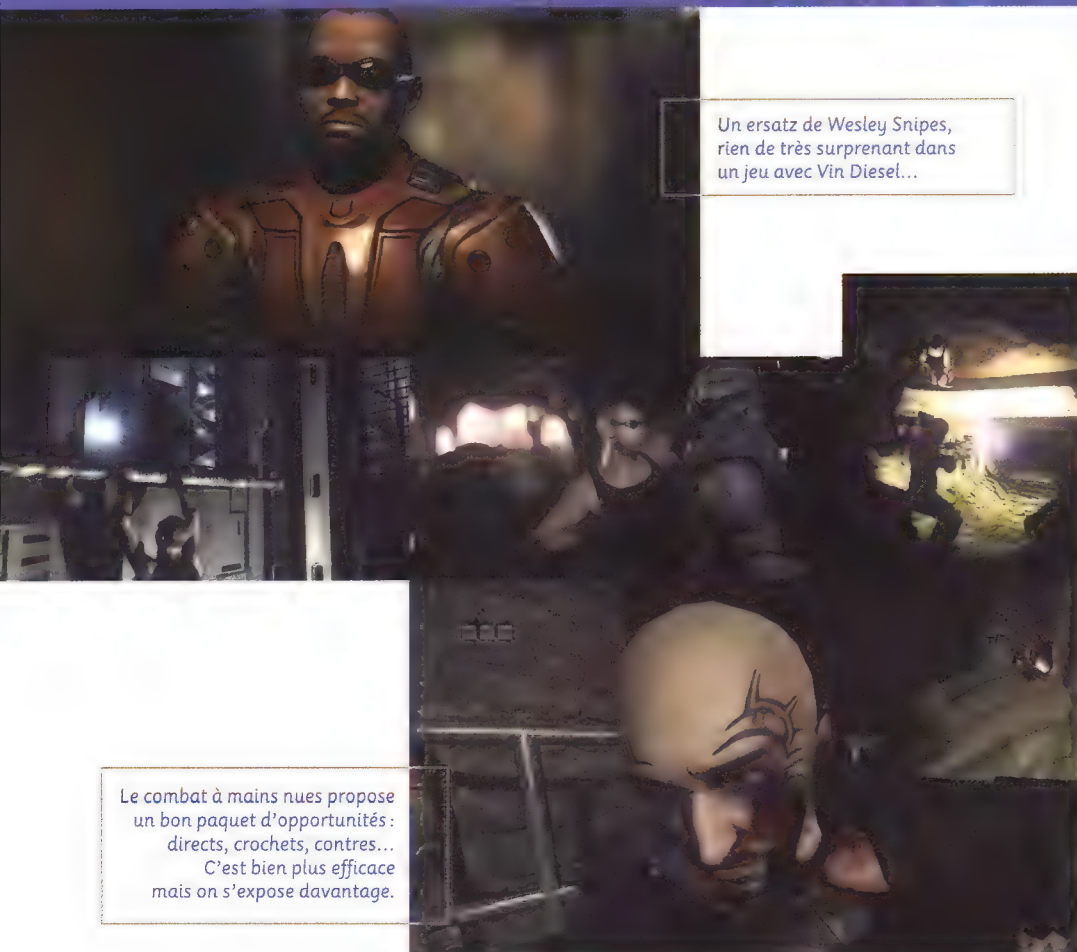 Un ersatz de Wesley Snipes,
rien de très surprenant dans
un jeu avec Vin Diesel...
Le combat à mains nues propose
un bon paquet d'opportunités :
directs, crochets, contres...
C'est bien plus efficace
mais on s'expose davantage.